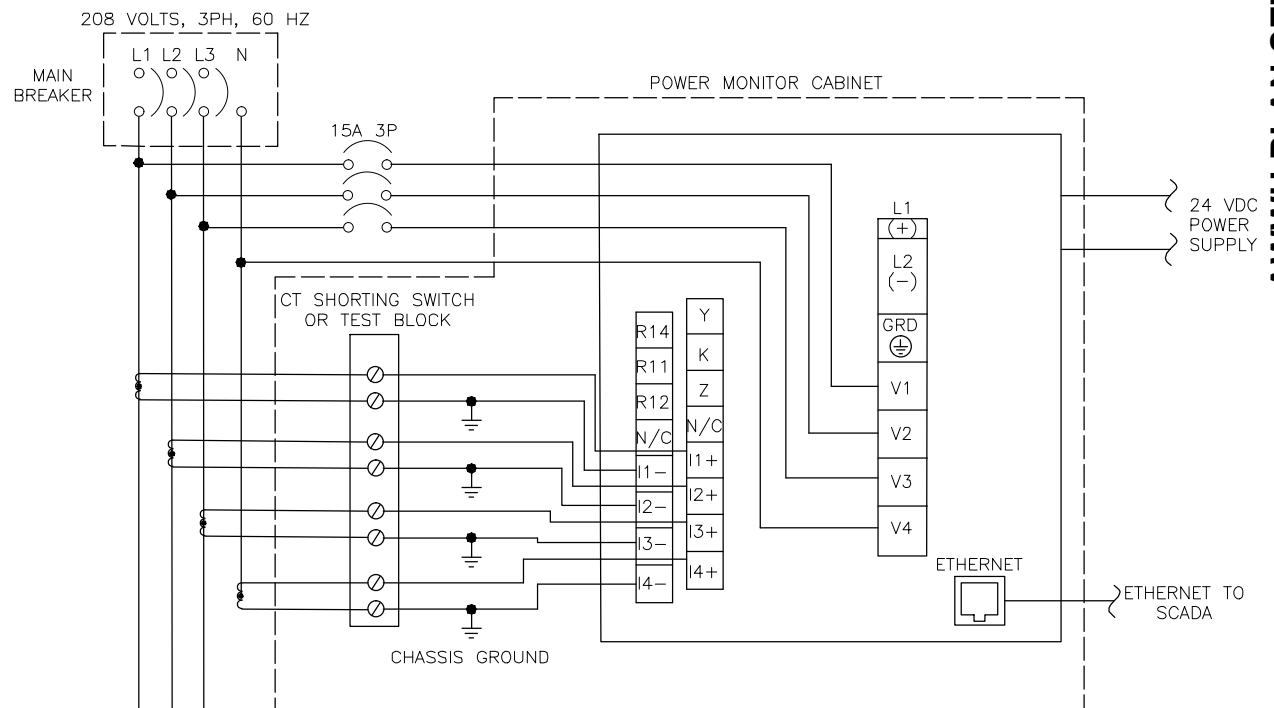 208 VOLTS, 3PH, 60 HZ
L1 L2 L3 N
MAIN
BREAKER
15A 3P
POWER MONITOR CABINET
24 VDC
POWER
SUPPLY
CT SHORTING SWITCH
OR TEST BLOCK
R14
R11
R12
N/C
I1-
I2-
I3-
I4-
Y
K
Z
N/C
I1+
I2+
I3+
I4+
L1
(+)
L2
(-)
GRD
V1
V2
V3
V4
ETHERNET
ETHERNET TO
SCADA
CHASSIS GROUND